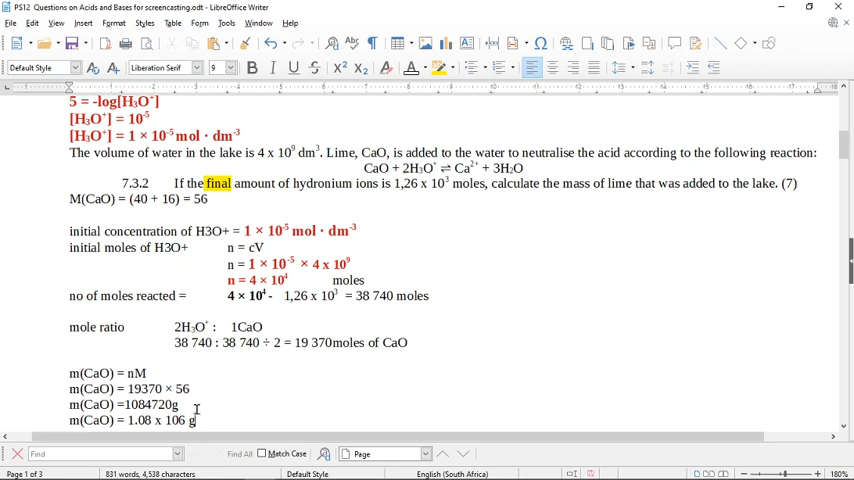 PS12 Questions on Acids and Bases for screencasting.odt - LibreOffice Writer
File Edit View Insert Format Styles Table Form Tools Window Help
Default Style Liberation Serif 9
5 = -log[H₃O⁺]
[H₃O⁺] = 10⁻⁵
[H₃O⁺] = 1 × 10⁻⁵ mol · dm⁻³
The volume of water in the lake is 4 x 10⁹ dm³. Lime, CaO, is added to the water to neutralise the acid according to the following reaction:
CaO + 2H₃O⁺ ⇌ Ca²⁺ + 3H₂O
7.3.2 If the final amount of hydronium ions is 1,26 x 10³ moles, calculate the mass of lime that was added to the lake. (7)
M(CaO) = (40 + 16) = 56
initial concentration of H3O+ = 1 × 10⁻⁵ mol · dm⁻³
initial moles of H3O+ n = cV
n = 1 × 10⁻⁵ × 4 x 10⁹
n = 4 × 10⁴ moles
no of moles reacted = 4 × 10⁴ - 1,26 x 10³ = 38 740 moles
mole ratio 2H₃O⁺ : 1CaO
38 740 : 38 740 ÷ 2 = 19 370moles of CaO
m(CaO) = nM
m(CaO) = 19370 × 56
m(CaO) =1084720g
m(CaO) = 1.08 x 106 g
Find Find All Match Case Page
Page 1 of 3 831 words, 4,538 characters Default Style English (South Africa) 180%